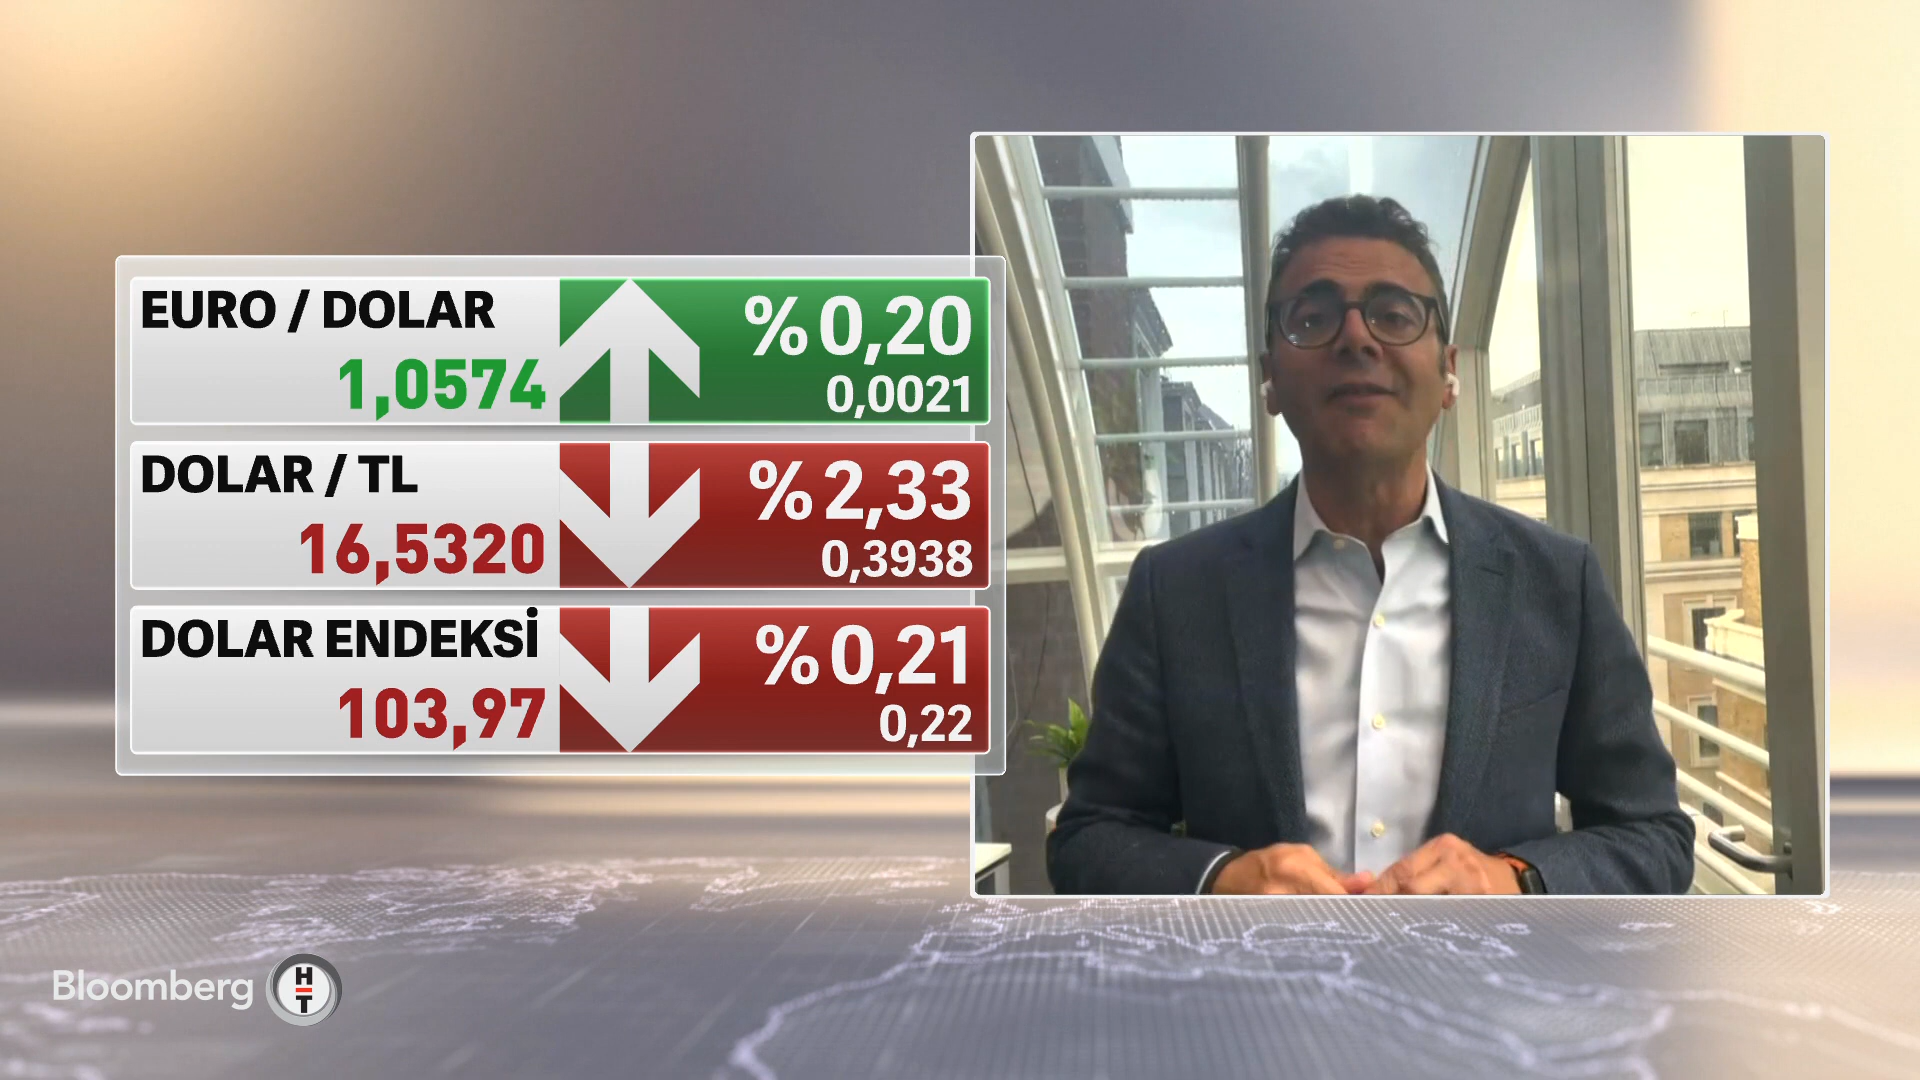 EURO / DOLAR
1,0574
%0,20
0,0021
DOLAR / TL
16,5320
%2,33
0,3938
DOLAR ENDEKSİ
103,97
%0,21
0,22
Bloomberg HT